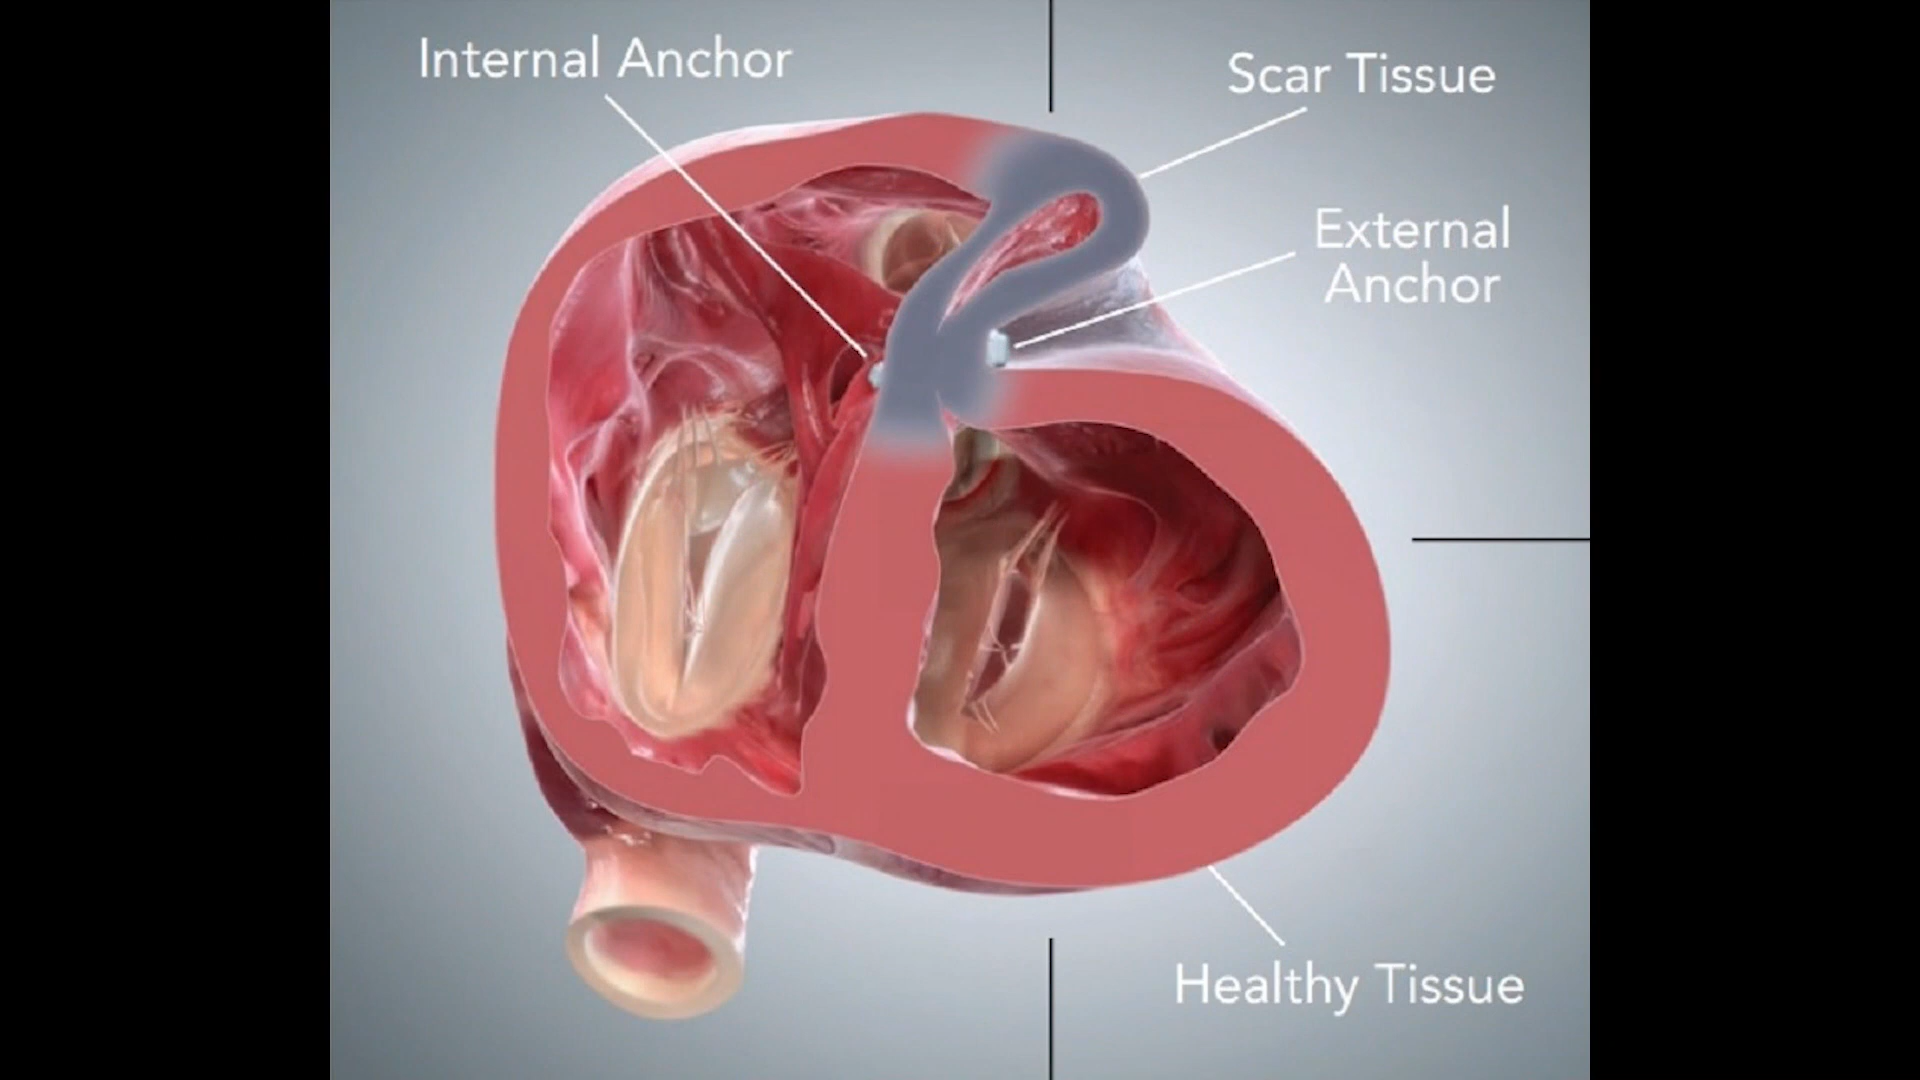 Internal Anchor
Scar Tissue
External
Anchor
Healthy Tissue